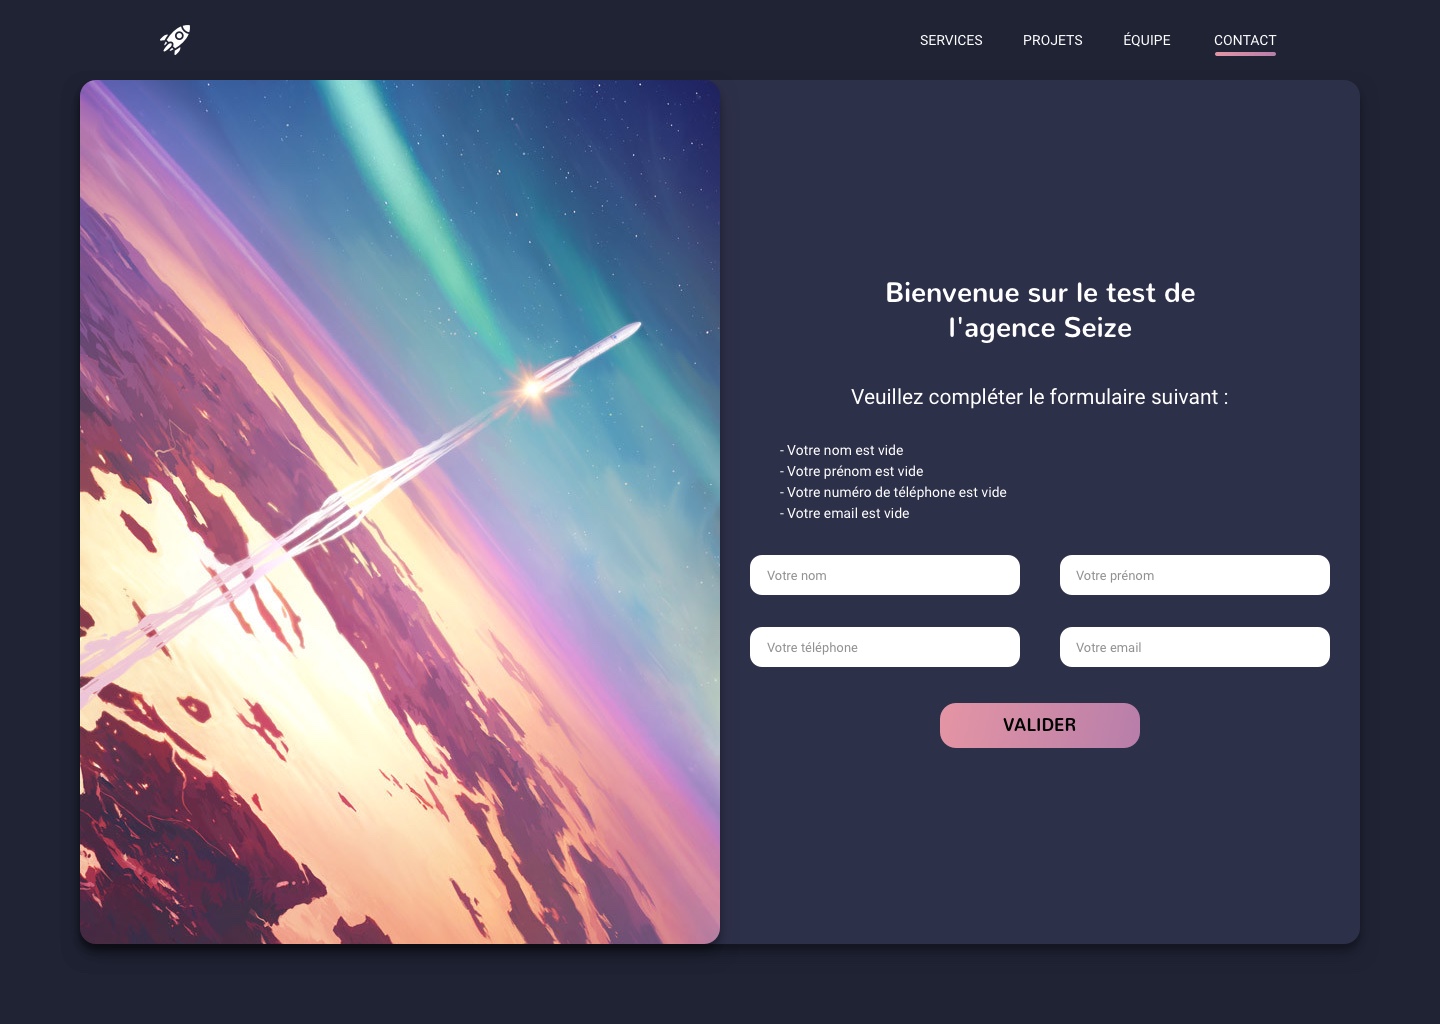 SERVICES
PROJETS
ÉQUIPE
CONTACT
Bienvenue sur le test de
l'agence Seize
Veuillez compléter le formulaire suivant :
- Votre nom est vide
- Votre prénom est vide
- Votre numéro de téléphone est vide
- Votre email est vide
Votre nom
Votre prénom
Votre téléphone
Votre email
VALIDER